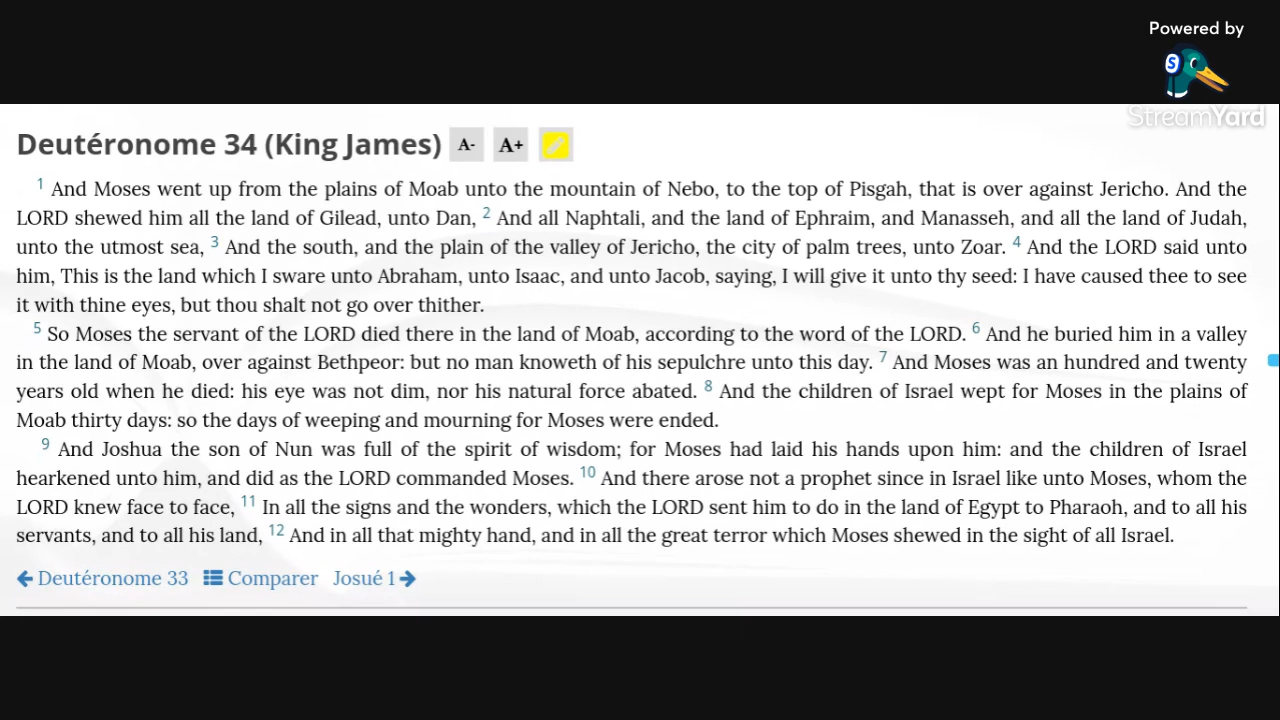 Powered by
S
StreamYard
Deutéronome 34 (King James) A- A+
1 And Moses went up from the plains of Moab unto the mountain of Nebo, to the top of Pisgah, that is over against Jericho. And the
LORD shewed him all the land of Gilead, unto Dan, 2 And all Naphtali, and the land of Ephraim, and Manasseh, and all the land of Judah,
unto the utmost sea, 3 And the south, and the plain of the valley of Jericho, the city of palm trees, unto Zoar. 4 And the LORD said unto
him, This is the land which I sware unto Abraham, unto Isaac, and unto Jacob, saying, I will give it unto thy seed: I have caused thee to see
it with thine eyes, but thou shalt not go over thither.
5 So Moses the servant of the LORD died there in the land of Moab, according to the word of the LORD. 6 And he buried him in a valley
in the land of Moab, over against Bethpeor: but no man knoweth of his sepulchre unto this day. 7 And Moses was an hundred and twenty
years old when he died: his eye was not dim, nor his natural force abated. 8 And the children of Israel wept for Moses in the plains of
Moab thirty days: so the days of weeping and mourning for Moses were ended.
9 And Joshua the son of Nun was full of the spirit of wisdom; for Moses had laid his hands upon him: and the children of Israel
hearkened unto him, and did as the LORD commanded Moses. 10 And there arose not a prophet since in Israel like unto Moses, whom the
LORD knew face to face, 11 In all the signs and the wonders, which the LORD sent him to do in the land of Egypt to Pharaoh, and to all his
servants, and to all his land, 12 And in all that mighty hand, and in all the great terror which Moses shewed in the sight of all Israel.
Deutéronome 33 Comparer Josué 1